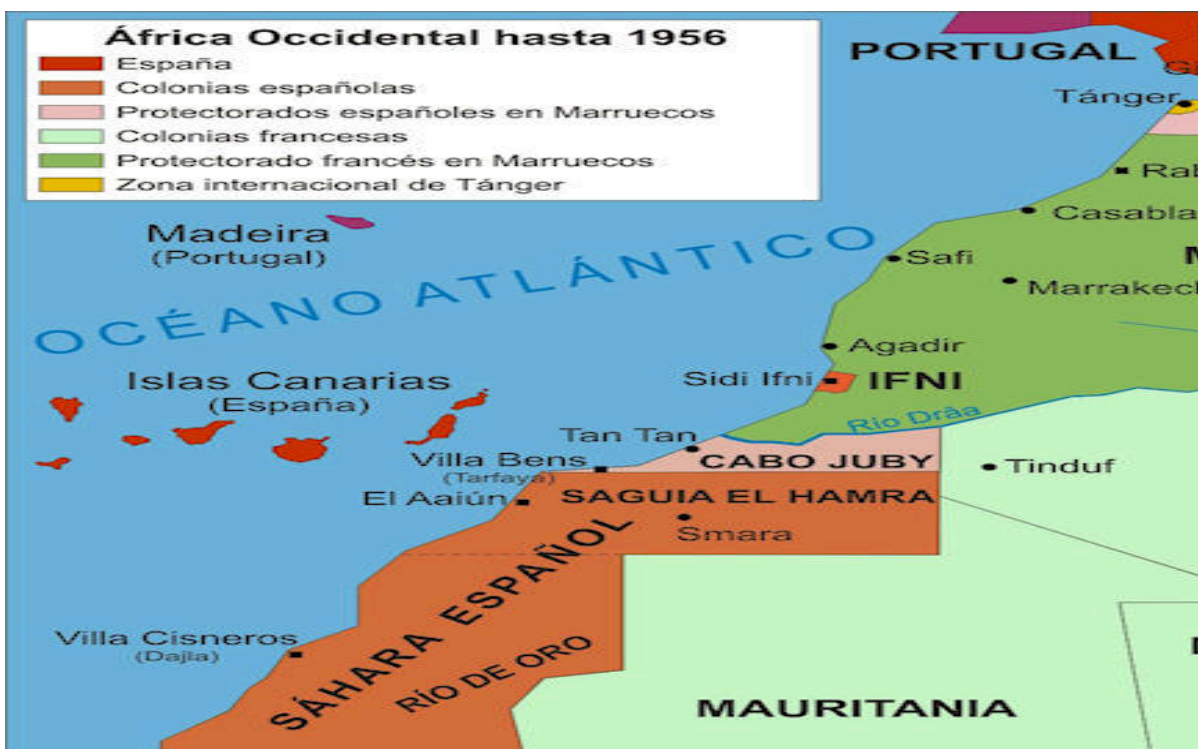 África Occidental hasta 1956
España
Colonias españolas
Protectorados españoles en Marruecos
Colonias francesas
Protectorado francés en Marruecos
Zona internacional de Tánger
PORTUGAL
Tánger
Rab
Madeira
(Portugal)
Casabla
OCÉANO ATLÁNTICO
Safi
M
Marrakech
Agadir
Islas Canarias
(España)
Sidi Ifni
IFNI
Río Drâa
Tan Tan
Villa Bens
(Tarfaya)
CABO JUBY
Tinduf
El Aaiún
SAGUIA EL HAMRA
Smara
SÁHARA ESPAÑOL
Villa Cisneros
(Dajla)
RÍO DE ORO
MAURITANIA